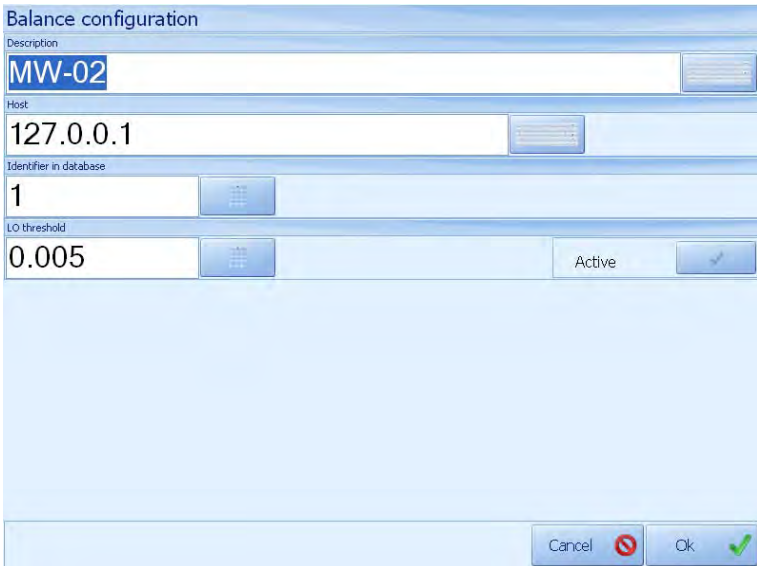 Balance configuration
Description
MW-02
Host
127.0.0.1
Identifier in database
1
LO threshold
0.005
Active
Cancel Ok